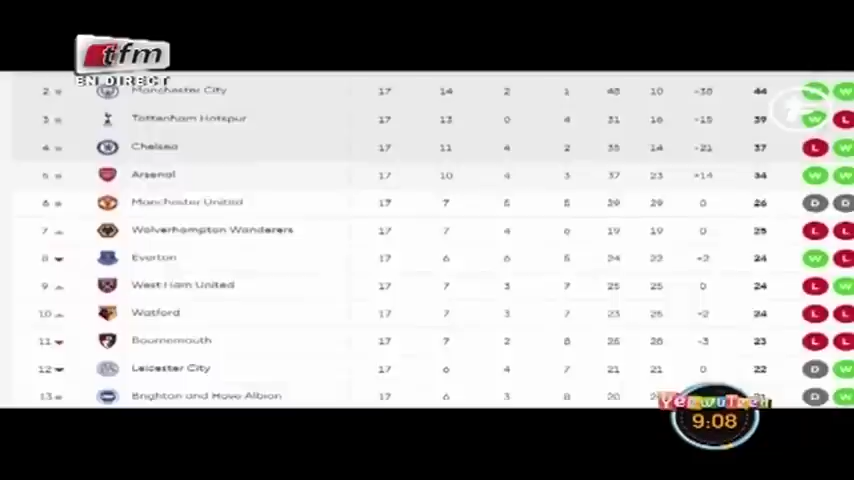 tfm
EN DIRECT
2 Manchester City 17 14 2 1 48 10 +38 44 W W
3 Tottenham Hotspur 17 13 0 4 31 16 +15 39 W L
4 Chelsea 17 11 4 2 35 14 +21 37 L W
5 Arsenal 17 10 4 3 37 23 +14 34 W W
6 Manchester United 17 7 5 5 29 29 0 26 D D
7 Wolverhampton Wanderers 17 7 4 6 19 19 0 25 L L
8 Everton 17 6 6 5 24 22 +2 24 W L
9 West Ham United 17 7 3 7 25 25 0 24 L W
10 Watford 17 7 3 7 23 25 -2 24 L L
11 Bournemouth 17 7 2 8 25 28 -3 23 L L
12 Leicester City 17 6 4 7 21 21 0 22 D W
13 Brighton and Hove Albion 17 6 3 8 20 D W
Yeewu Tech
9:08